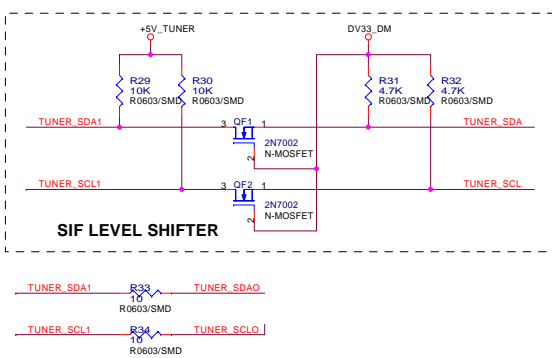 +5V_TUNER
DV33_DM
R29
10K
R0603/SMD
R30
10K
R0603/SMD
R31
4.7K
R0603/SMD
R32
4.7K
R0603/SMD
TUNER_SDA1
3
QF1
1
TUNER_SDA
2
2N7002
N-MOSFET
TUNER_SCL1
3
QF2
1
TUNER_SCL
2
2N7002
N-MOSFET
SIF LEVEL SHIFTER
TUNER_SDA1
R33
10
R0603/SMD
TUNER_SDAO
TUNER_SCL1
R34
10
R0603/SMD
TUNER_SCLO